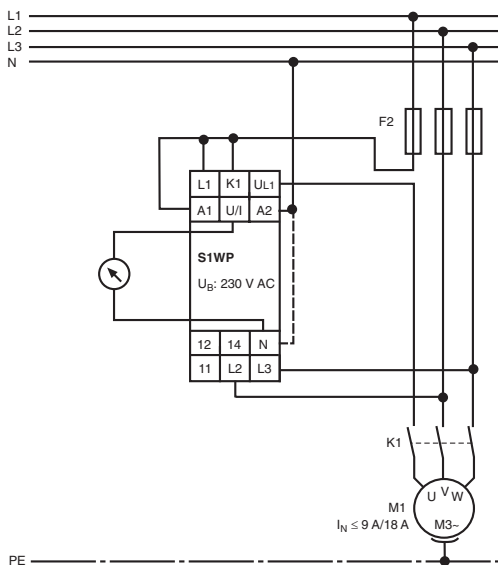 L1
L2
L3
N
F2
L1 K1 UL1
A1 U/I A2
S1WP
UB: 230 V AC
12 14 N
11 L2 L3
K1
U V W
M1
IN ≤ 9 A/18 A
M3~
PE